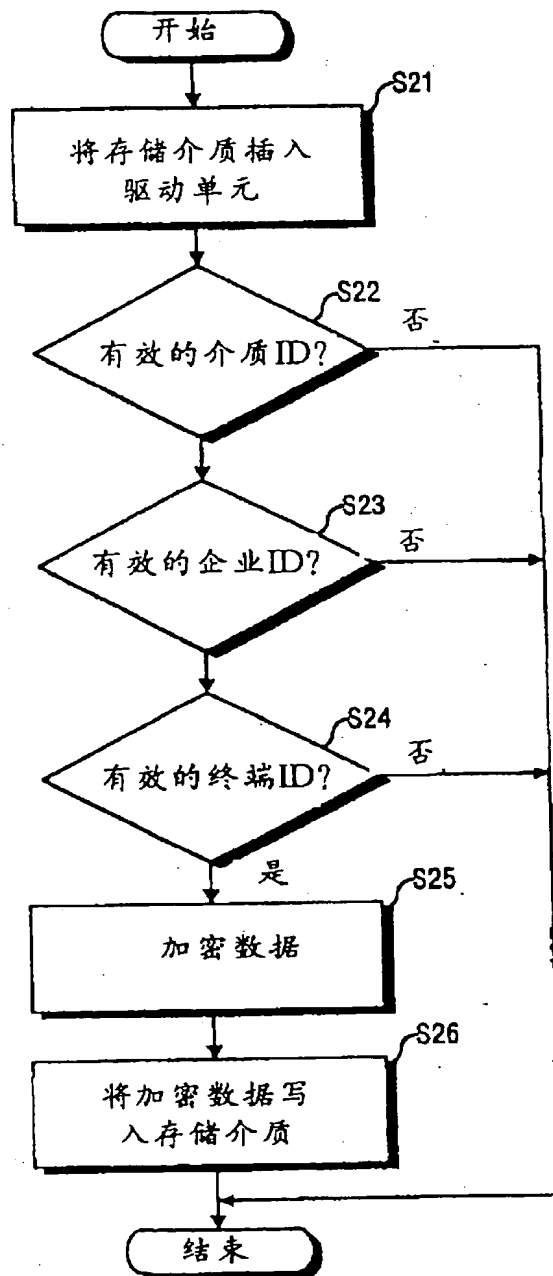 开始
S21
将存储介质插入
驱动单元
S22
否
有效的介质ID?
S23
否
有效的企业ID?
S24
否
有效的终端ID?
是
S25
加密数据
S26
将加密数据写
入存储介质
结束